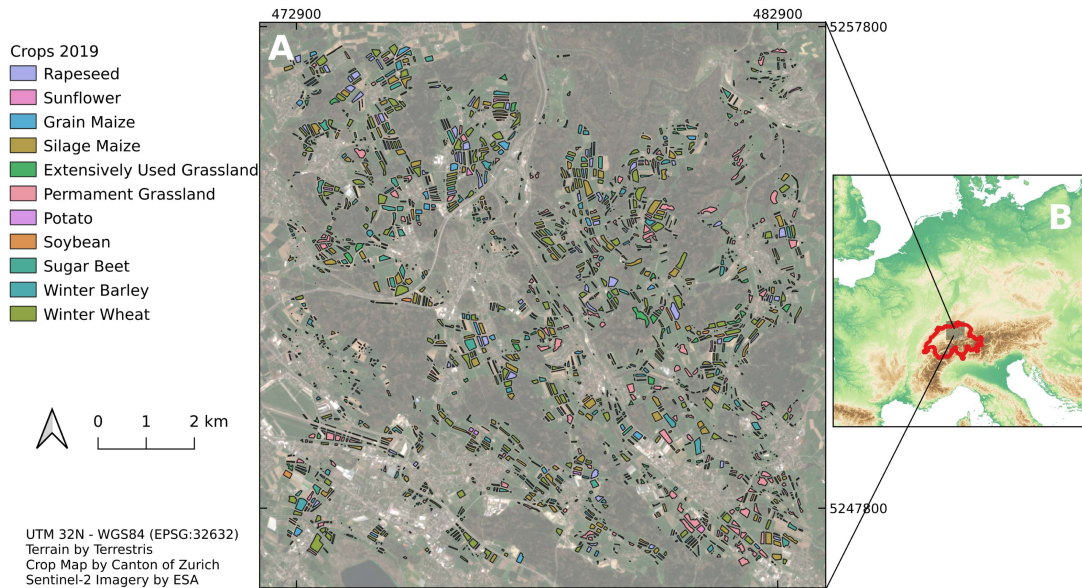 472900
482900
A
5257800
Crops 2019
Rapeseed
Sunflower
Grain Maize
Silage Maize
Extensively Used Grassland
Permament Grassland
Potato
Soybean
Sugar Beet
Winter Barley
Winter Wheat
B
0 1 2 km
5247800
UTM 32N - WGS84 (EPSG:32632)
Terrain by Terrestris
Crop Map by Canton of Zurich
Sentinel-2 Imagery by ESA